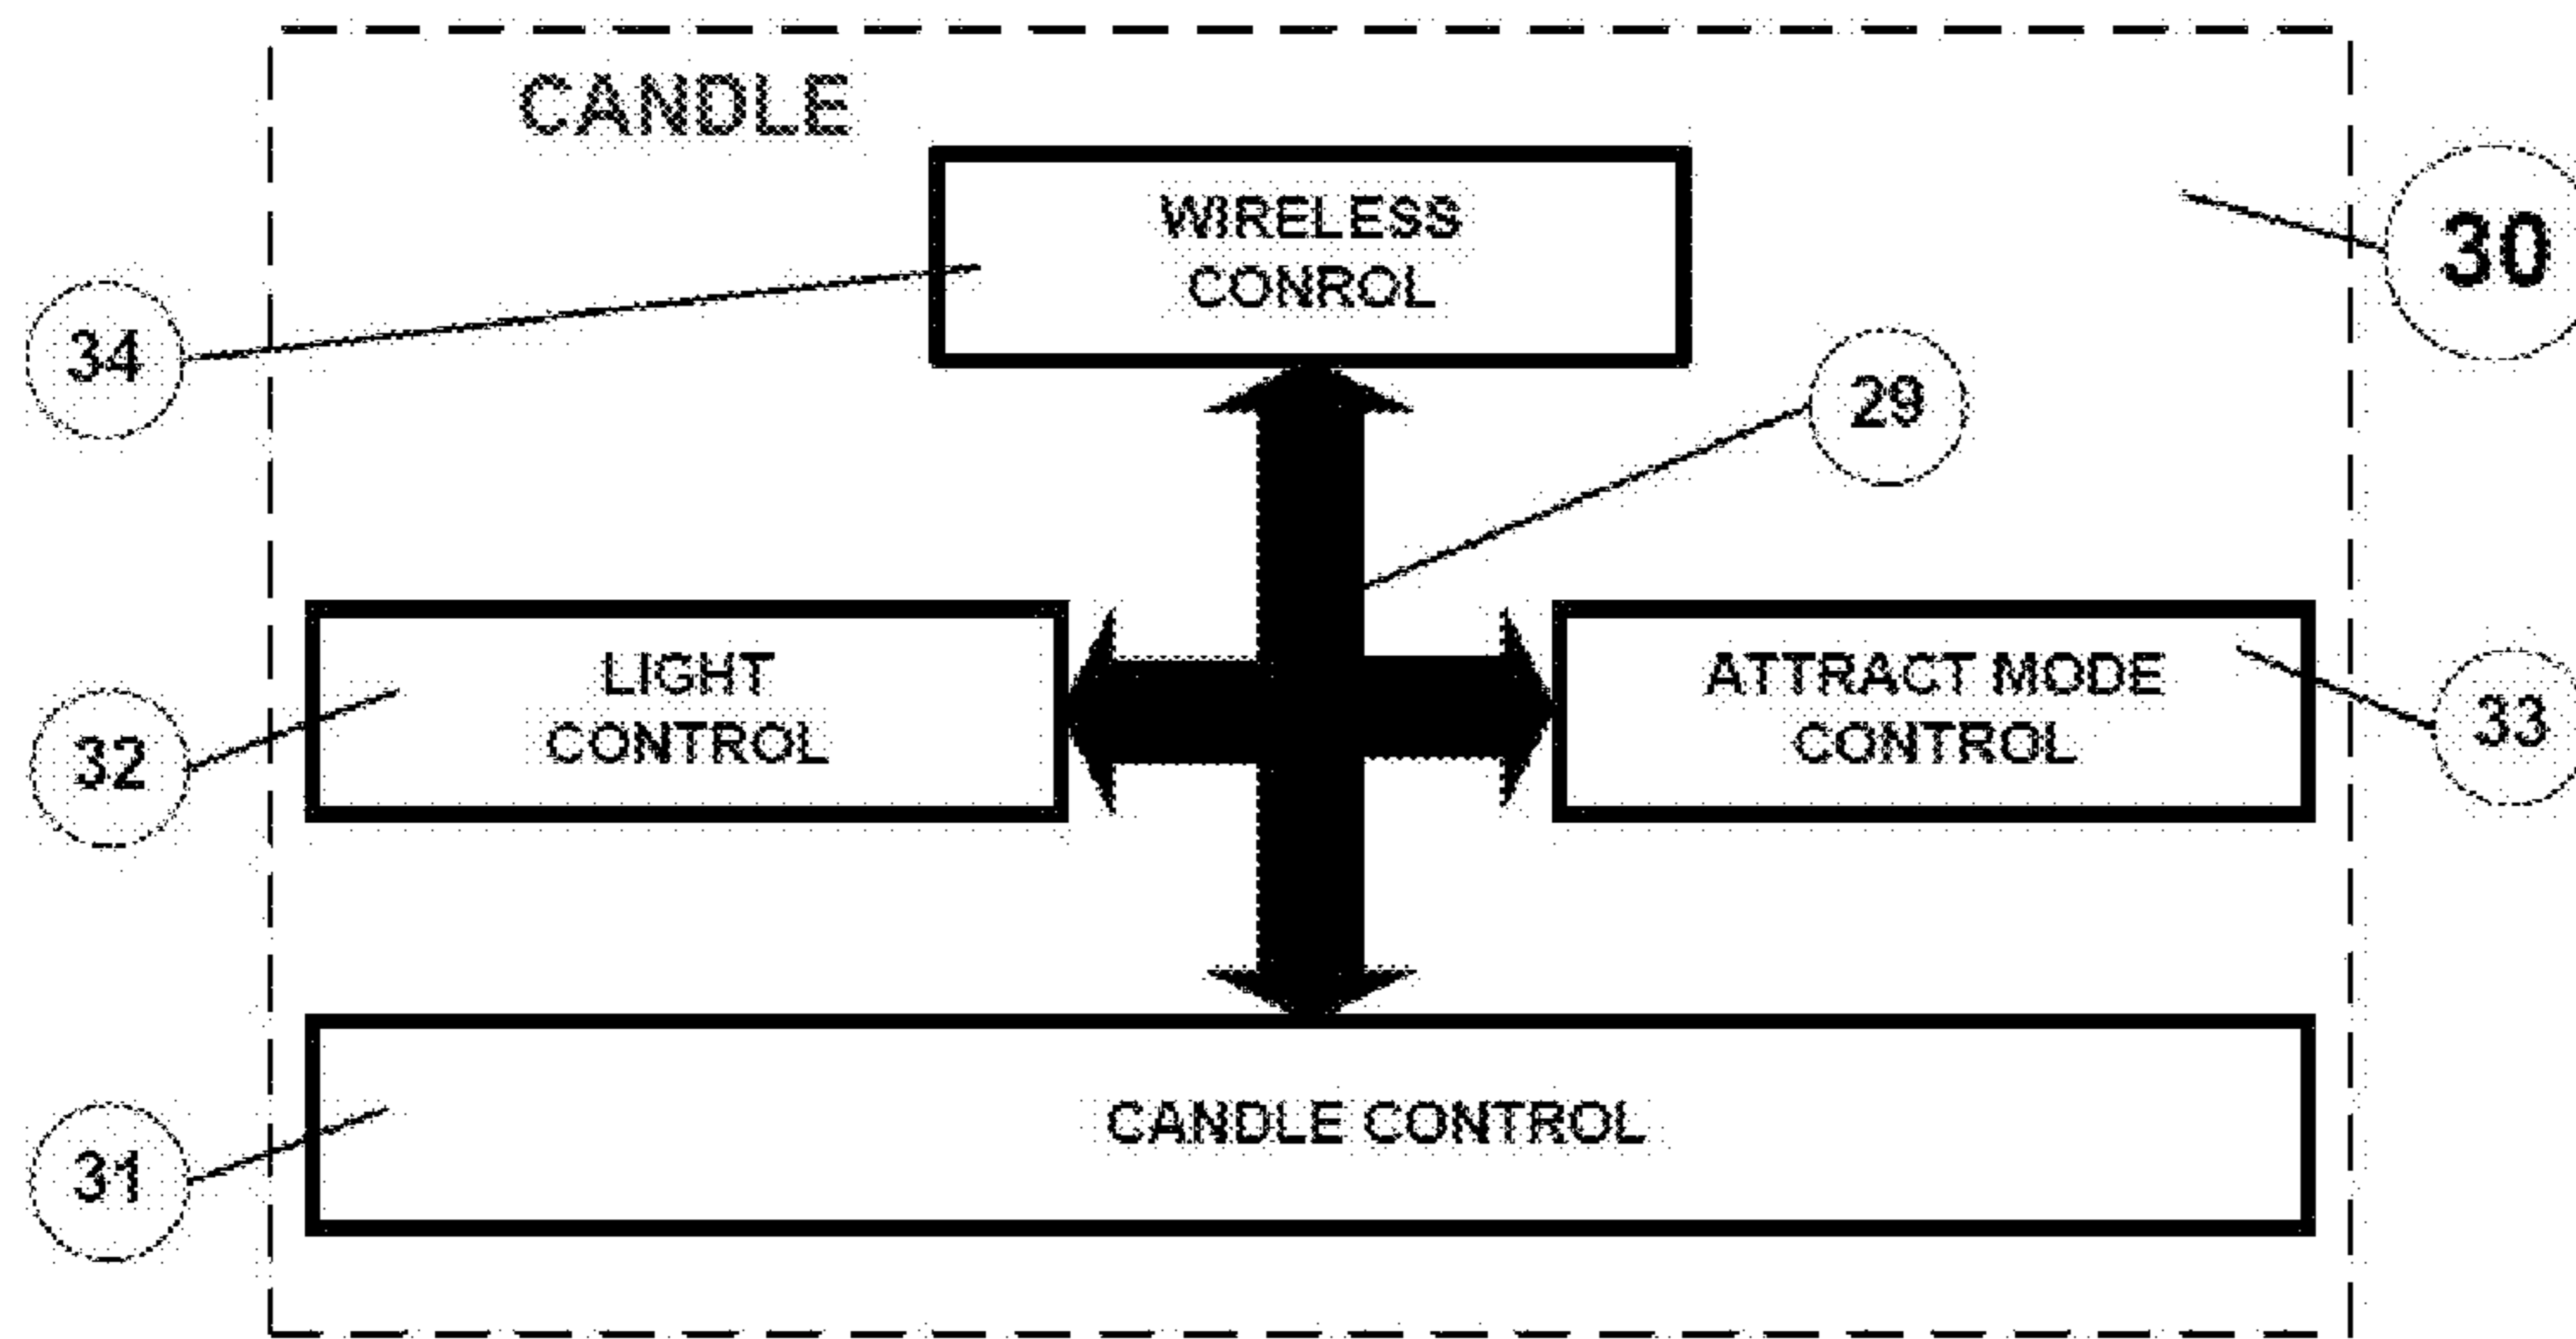 CANDLE
WIRELESS
CONROL
30
34
29
LIGHT
CONTROL
ATTRACT MODE
CONTROL
32
33
CANDLE CONTROL
31